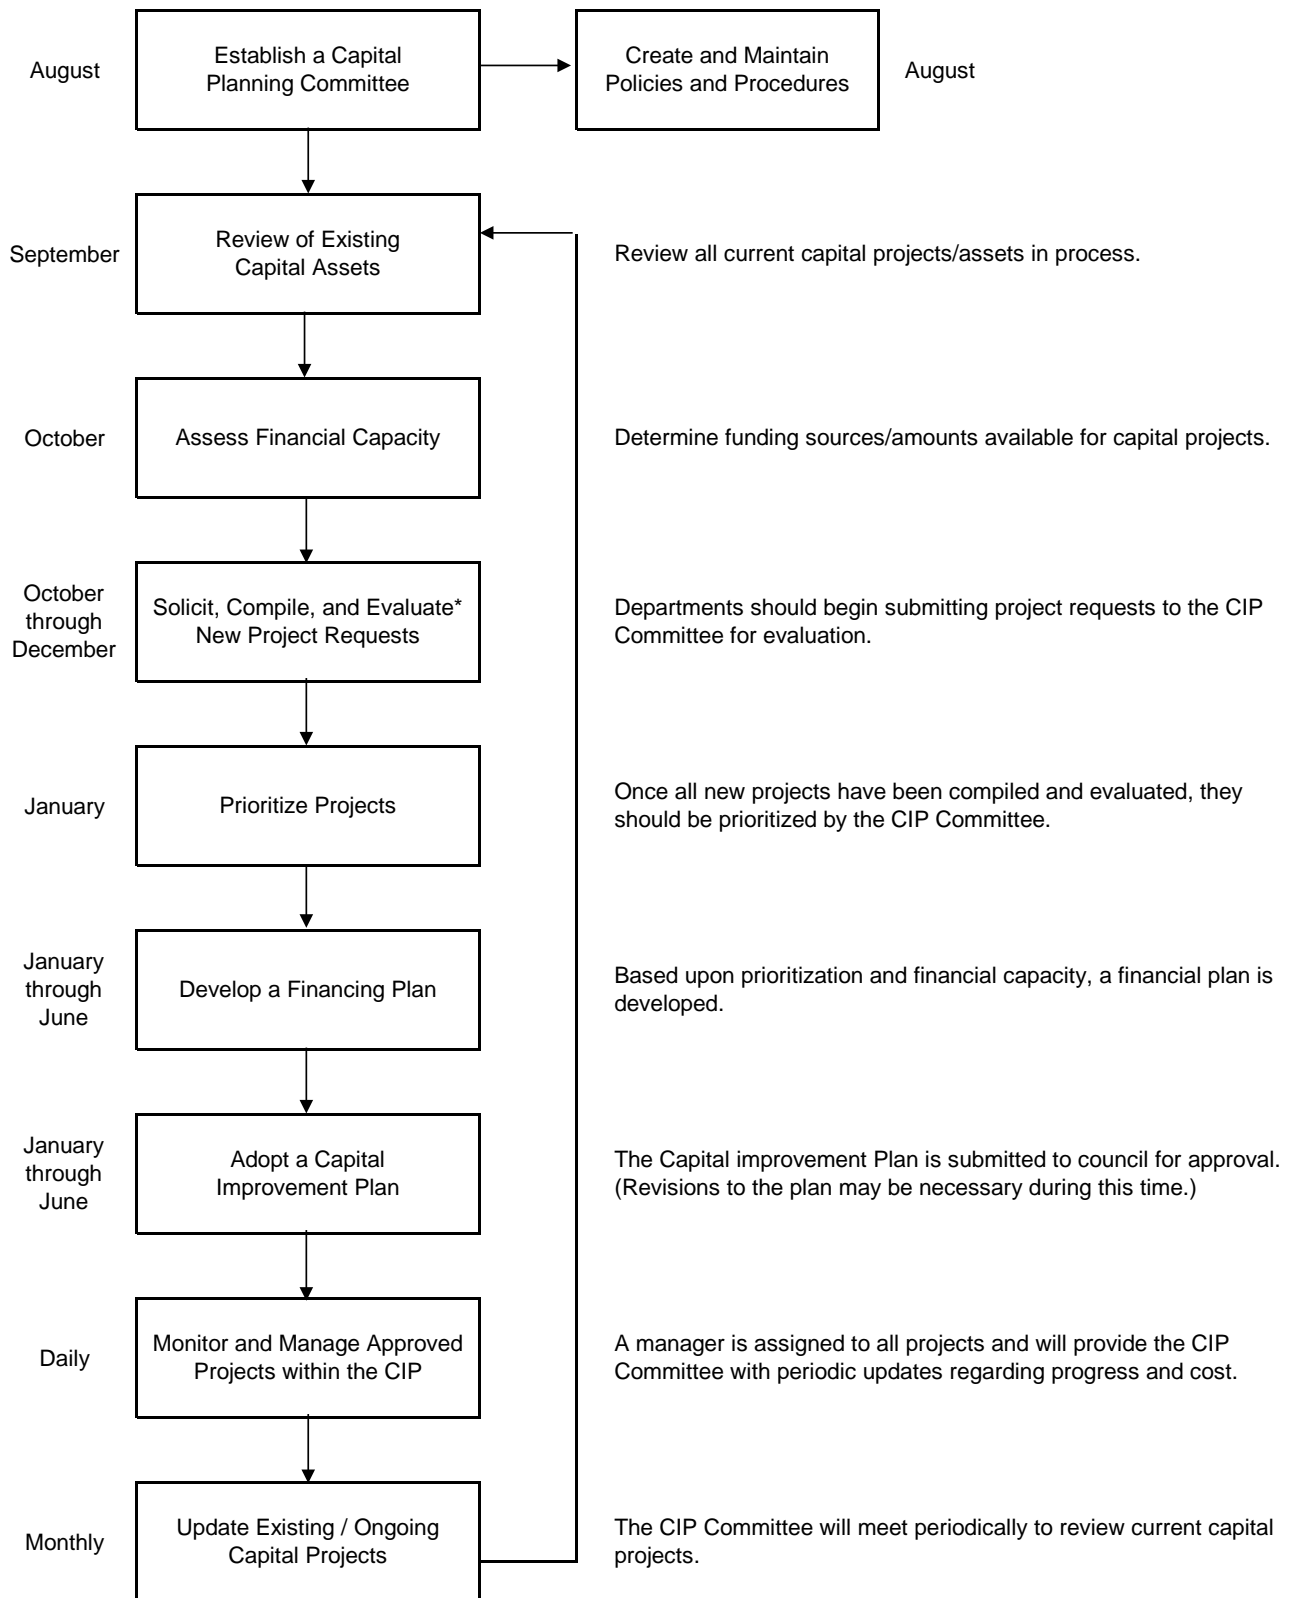 August
Establish a Capital
Planning Committee
Create and Maintain
Policies and Procedures
August
September
Review of Existing
Capital Assets
Review all current capital projects/assets in process.
October
Assess Financial Capacity
Determine funding sources/amounts available for capital projects.
October
through
December
Solicit, Compile, and Evaluate*
New Project Requests
Departments should begin submitting project requests to the CIP
Committee for evaluation.
January
Prioritize Projects
Once all new projects have been compiled and evaluated, they
should be prioritized by the CIP Committee.
January
through
June
Develop a Financing Plan
Based upon prioritization and financial capacity, a financial plan is
developed.
January
through
June
Adopt a Capital
Improvement Plan
The Capital improvement Plan is submitted to council for approval.
(Revisions to the plan may be necessary during this time.)
Daily
Monitor and Manage Approved
Projects within the CIP
A manager is assigned to all projects and will provide the CIP
Committee with periodic updates regarding progress and cost.
Monthly
Update Existing / Ongoing
Capital Projects
The CIP Committee will meet periodically to review current capital
projects.